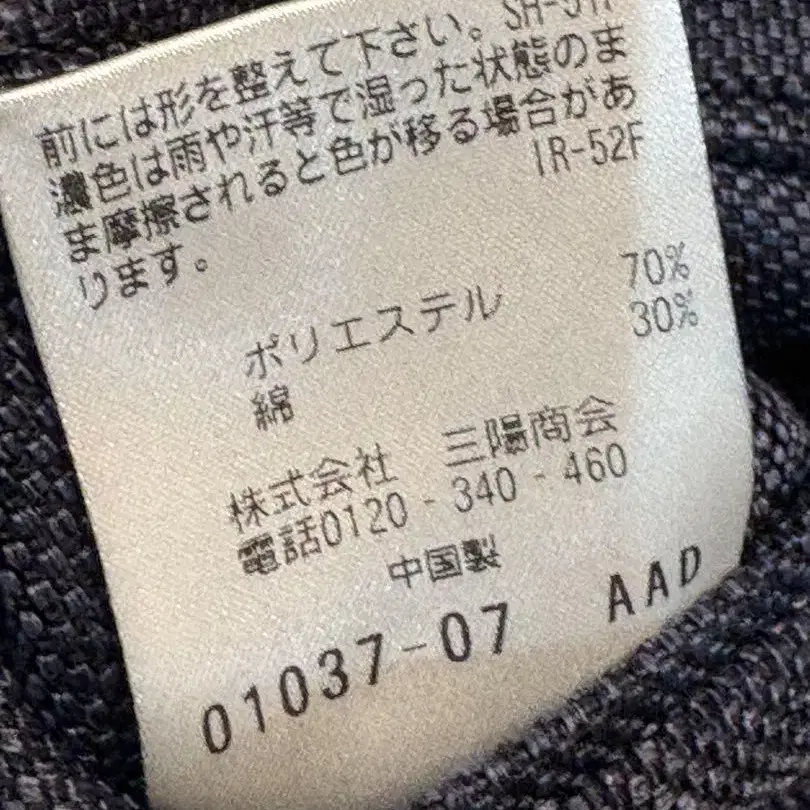 前には形を整えて下さい。
濃色は雨や汗等で湿った状態のま
ま摩擦されると色が移る場合があ
ります。 IR-52F
ポリエステル 70%
綿 30%
株式会社 三陽商会
電話0120-340-460
中国製
01037-07 AAD